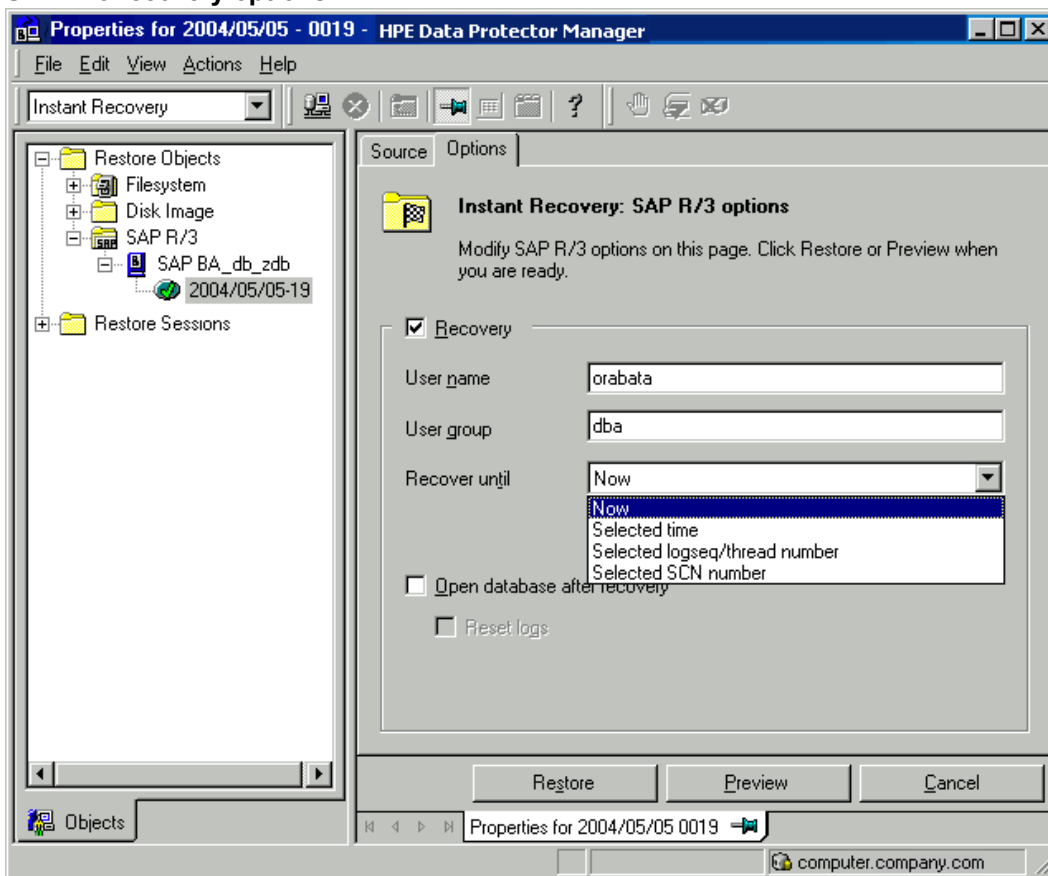 Properties for 2004/05/05 - 0019 - HPE Data Protector Manager
File Edit View Actions Help
Instant Recovery
Restore Objects
Filesystem
Disk Image
SAP R/3
SAP BA_db_zdb
2004/05/05-19
Restore Sessions
Objects
Source Options
Instant Recovery: SAP R/3 options
Modify SAP R/3 options on this page. Click Restore or Preview when
you are ready.
Recovery
User name orabata
User group dba
Recover until Now
Now
Selected time
Selected logseq/thread number
Selected SCN number
Open database after recovery
Reset logs
Restore Preview Cancel
Properties for 2004/05/05 0019
computer.company.com